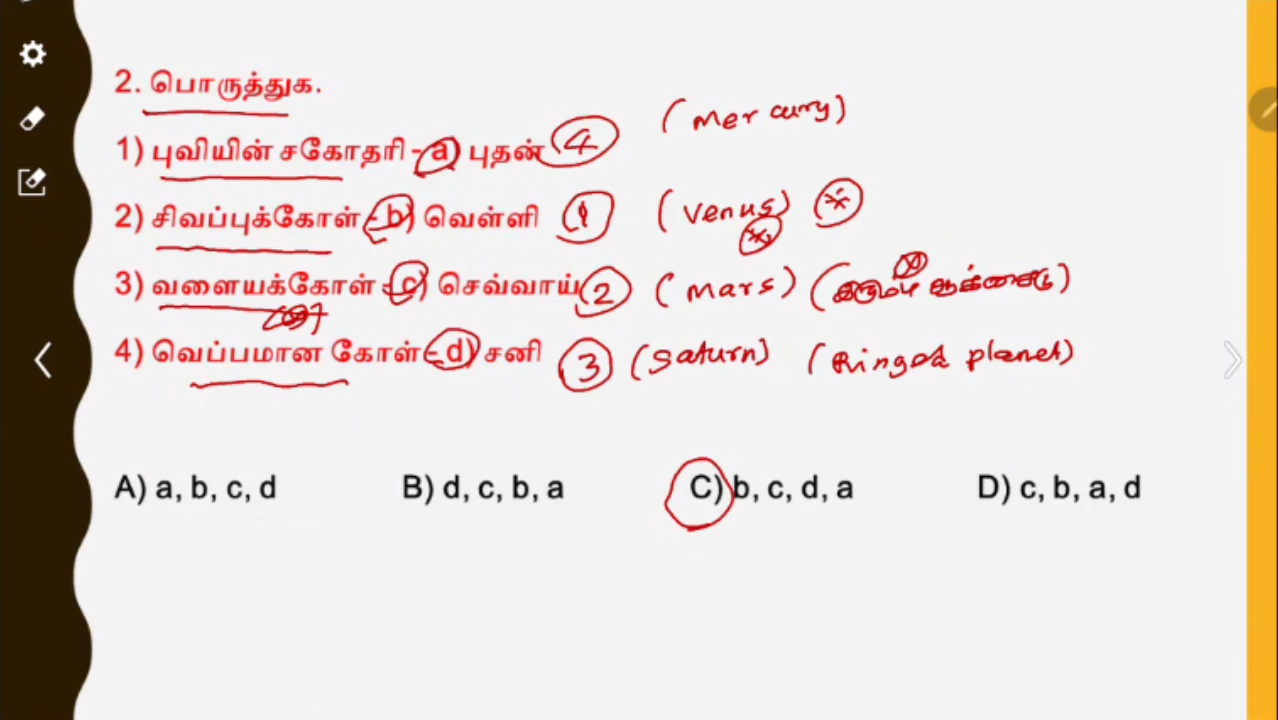 2. பொருத்துக.
(Mercury)
1) புவியின் சகோதரி - a) புதன் 4
2) சிவப்புக்கோள் - b) வெள்ளி 1 (Venus)
3) வளையக்கோள் - c) செவ்வாய் 2 (Mars)
4) வெப்பமான கோள் - d) சனி 3 (Saturn) (Ringed planet)
A) a, b, c, d B) d, c, b, a C) b, c, d, a D) c, b, a, d